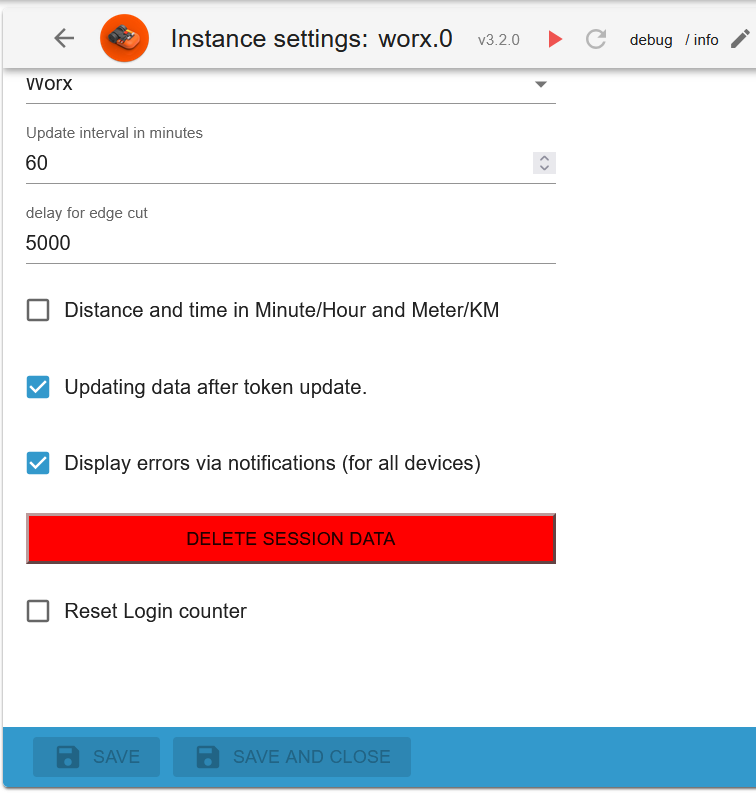 Instance settings: worx.0 v3.2.0 debug / info
Worx
Update interval in minutes
60
delay for edge cut
5000
Distance and time in Minute/Hour and Meter/KM
Updating data after token update.
Display errors via notifications (for all devices)
DELETE SESSION DATA
Reset Login counter
SAVE SAVE AND CLOSE